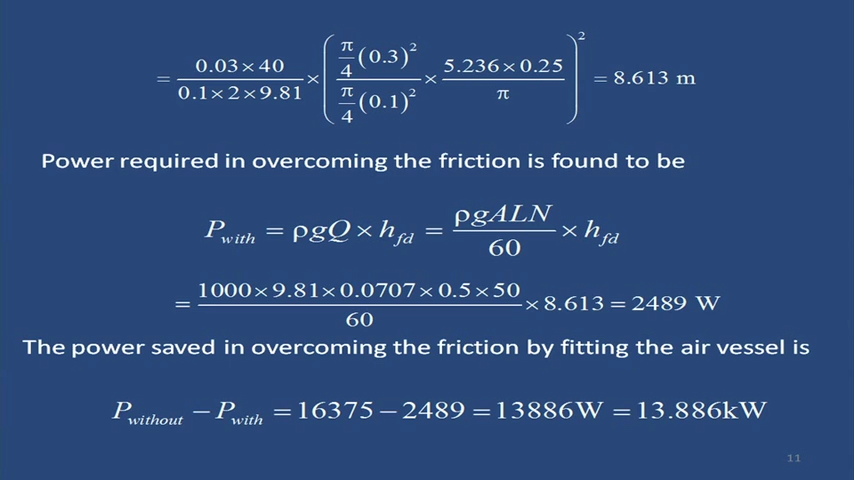 = 0.03×40 / 0.1×2×9.81 × ( π/4 (0.3)² / π/4 (0.1)² × 5.236×0.25 / π )² = 8.613 m
Power required in overcoming the friction is found to be
P_with = ρgQ × h_fd = ρgALN / 60 × h_fd
= 1000×9.81×0.0707×0.5×50 / 60 ×8.613 = 2489 W
The power saved in overcoming the friction by fitting the air vessel is
P_without − P_with = 16375 − 2489 = 13886W = 13.886kW
11